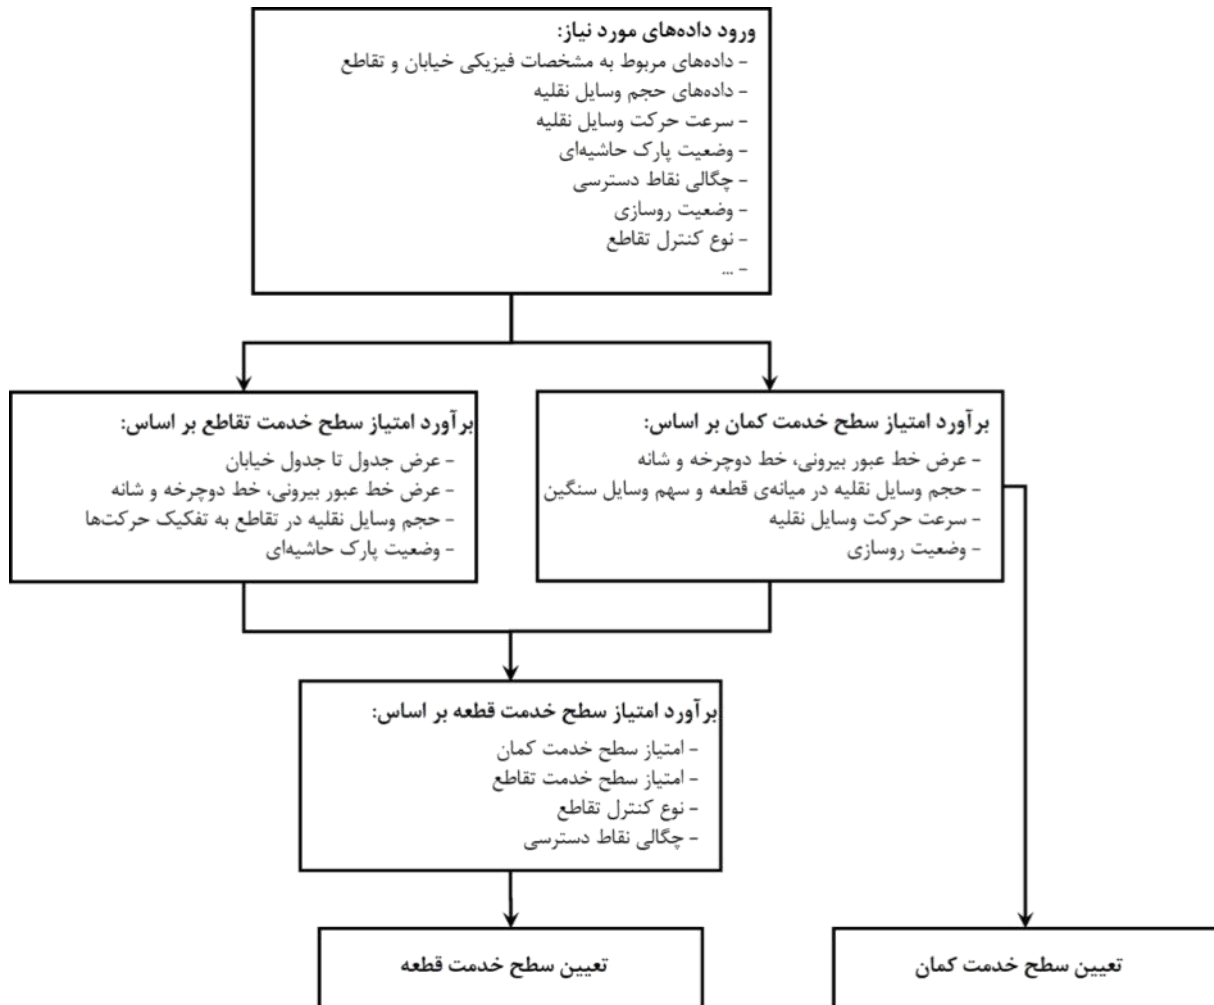 ورود داده‌های مورد نیاز:
- داده‌های مربوط به مشخصات فیزیکی خیابان و تقاطع
- داده‌های حجم وسایل نقلیه
- سرعت حرکت وسایل نقلیه
- وضعیت پارک حاشیه‌ای
- چگالی نقاط دسترسی
- وضعیت روسازی
- نوع کنترل تقاطع
- ...
برآورد امتیاز سطح خدمت کمان بر اساس:
- عرض خط عبور بیرونی، خط دوچرخه و شانه
- حجم وسایل نقلیه در میانه‌ی قطعه و سهم وسایل سنگین
- سرعت حرکت وسایل نقلیه
- وضعیت روسازی
برآورد امتیاز سطح خدمت تقاطع بر اساس:
- عرض جدول تا جدول خیابان
- عرض خط عبور بیرونی، خط دوچرخه و شانه
- حجم وسایل نقلیه در تقاطع به تفکیک حرکت‌ها
- وضعیت پارک حاشیه‌ای
برآورد امتیاز سطح خدمت قطعه بر اساس:
- امتیاز سطح خدمت کمان
- امتیاز سطح خدمت تقاطع
- نوع کنترل تقاطع
- چگالی نقاط دسترسی
تعیین سطح خدمت کمان
تعیین سطح خدمت قطعه